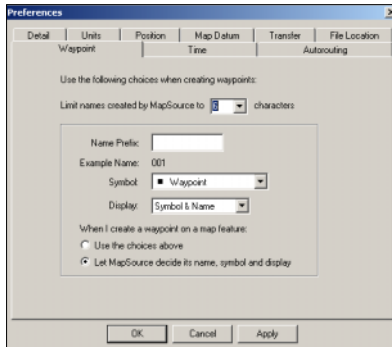 Preferences
Detail Units Position Map Datum Transfer File Location
Waypoint Time Autorouting
Use the following choices when creating waypoints:
Limit names created by MapSource to 6 characters
Name Prefix:
Example Name: 001
Symbol: Waypoint
Display: Symbol & Name
When I create a waypoint on a map feature:
Use the choices above
Let MapSource decide its name, symbol and display
OK Cancel Apply